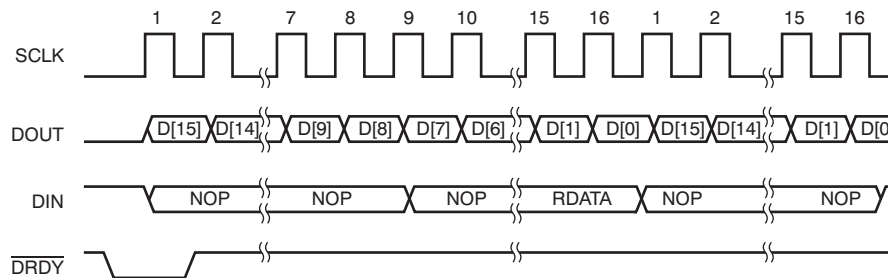 1 2 7 8 9 10 15 16 1 2 15 16
SCLK
DOUT D[15] D[14] D[9] D[8] D[7] D[6] D[1] D[0] D[15] D[14] D[1] D[0
DIN NOP NOP NOP RDATA NOP NOP
DRDY